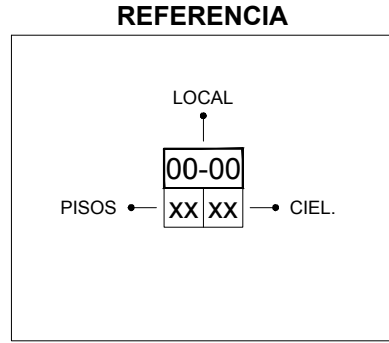 REFERENCIA
LOCAL
00-00
PISOS xx xx CIEL.